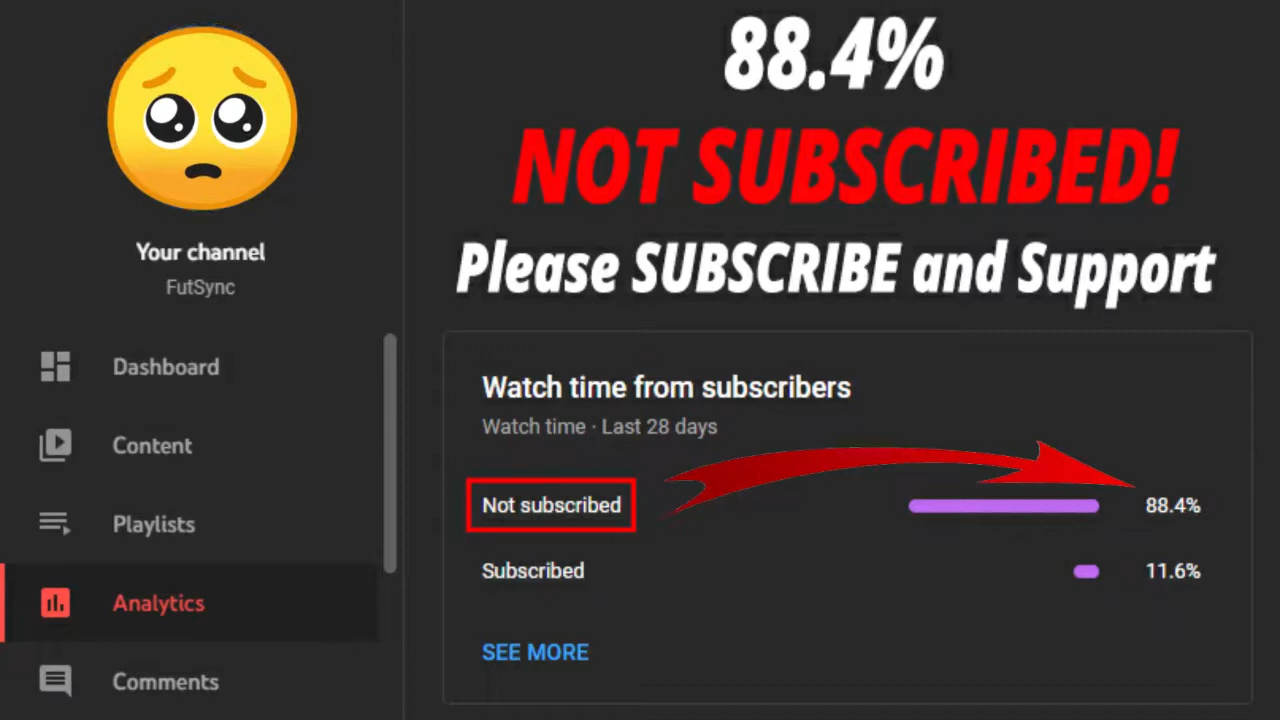 88.4%
NOT SUBSCRIBED!
Please SUBSCRIBE and Support
Your channel
FutSync
Dashboard
Content
Playlists
Analytics
Comments
Watch time from subscribers
Watch time · Last 28 days
Not subscribed 88.4%
Subscribed 11.6%
SEE MORE